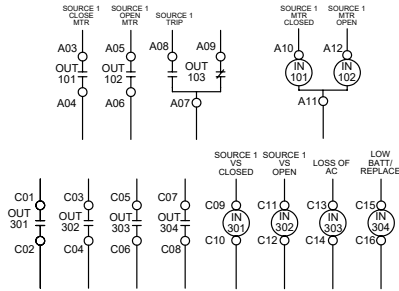 SOURCE 1
CLOSE
MTR
SOURCE 1
OPEN
MTR
SOURCE 1
TRIP
SOURCE 1
MTR
CLOSED
SOURCE 1
MTR
OPEN
A03
A05
A08
A09
A10
A12
OUT
101
OUT
102
OUT
103
IN
101
IN
102
A04
A06
A07
A11
SOURCE 1
VS
CLOSED
SOURCE 1
VS
OPEN
LOSS OF
AC
LOW
BATT/
REPLACE
C01
C03
C05
C07
C09
C11
C13
C15
OUT
301
OUT
302
OUT
303
OUT
304
IN
301
IN
302
IN
303
IN
304
C02
C04
C06
C08
C10
C12
C14
C16